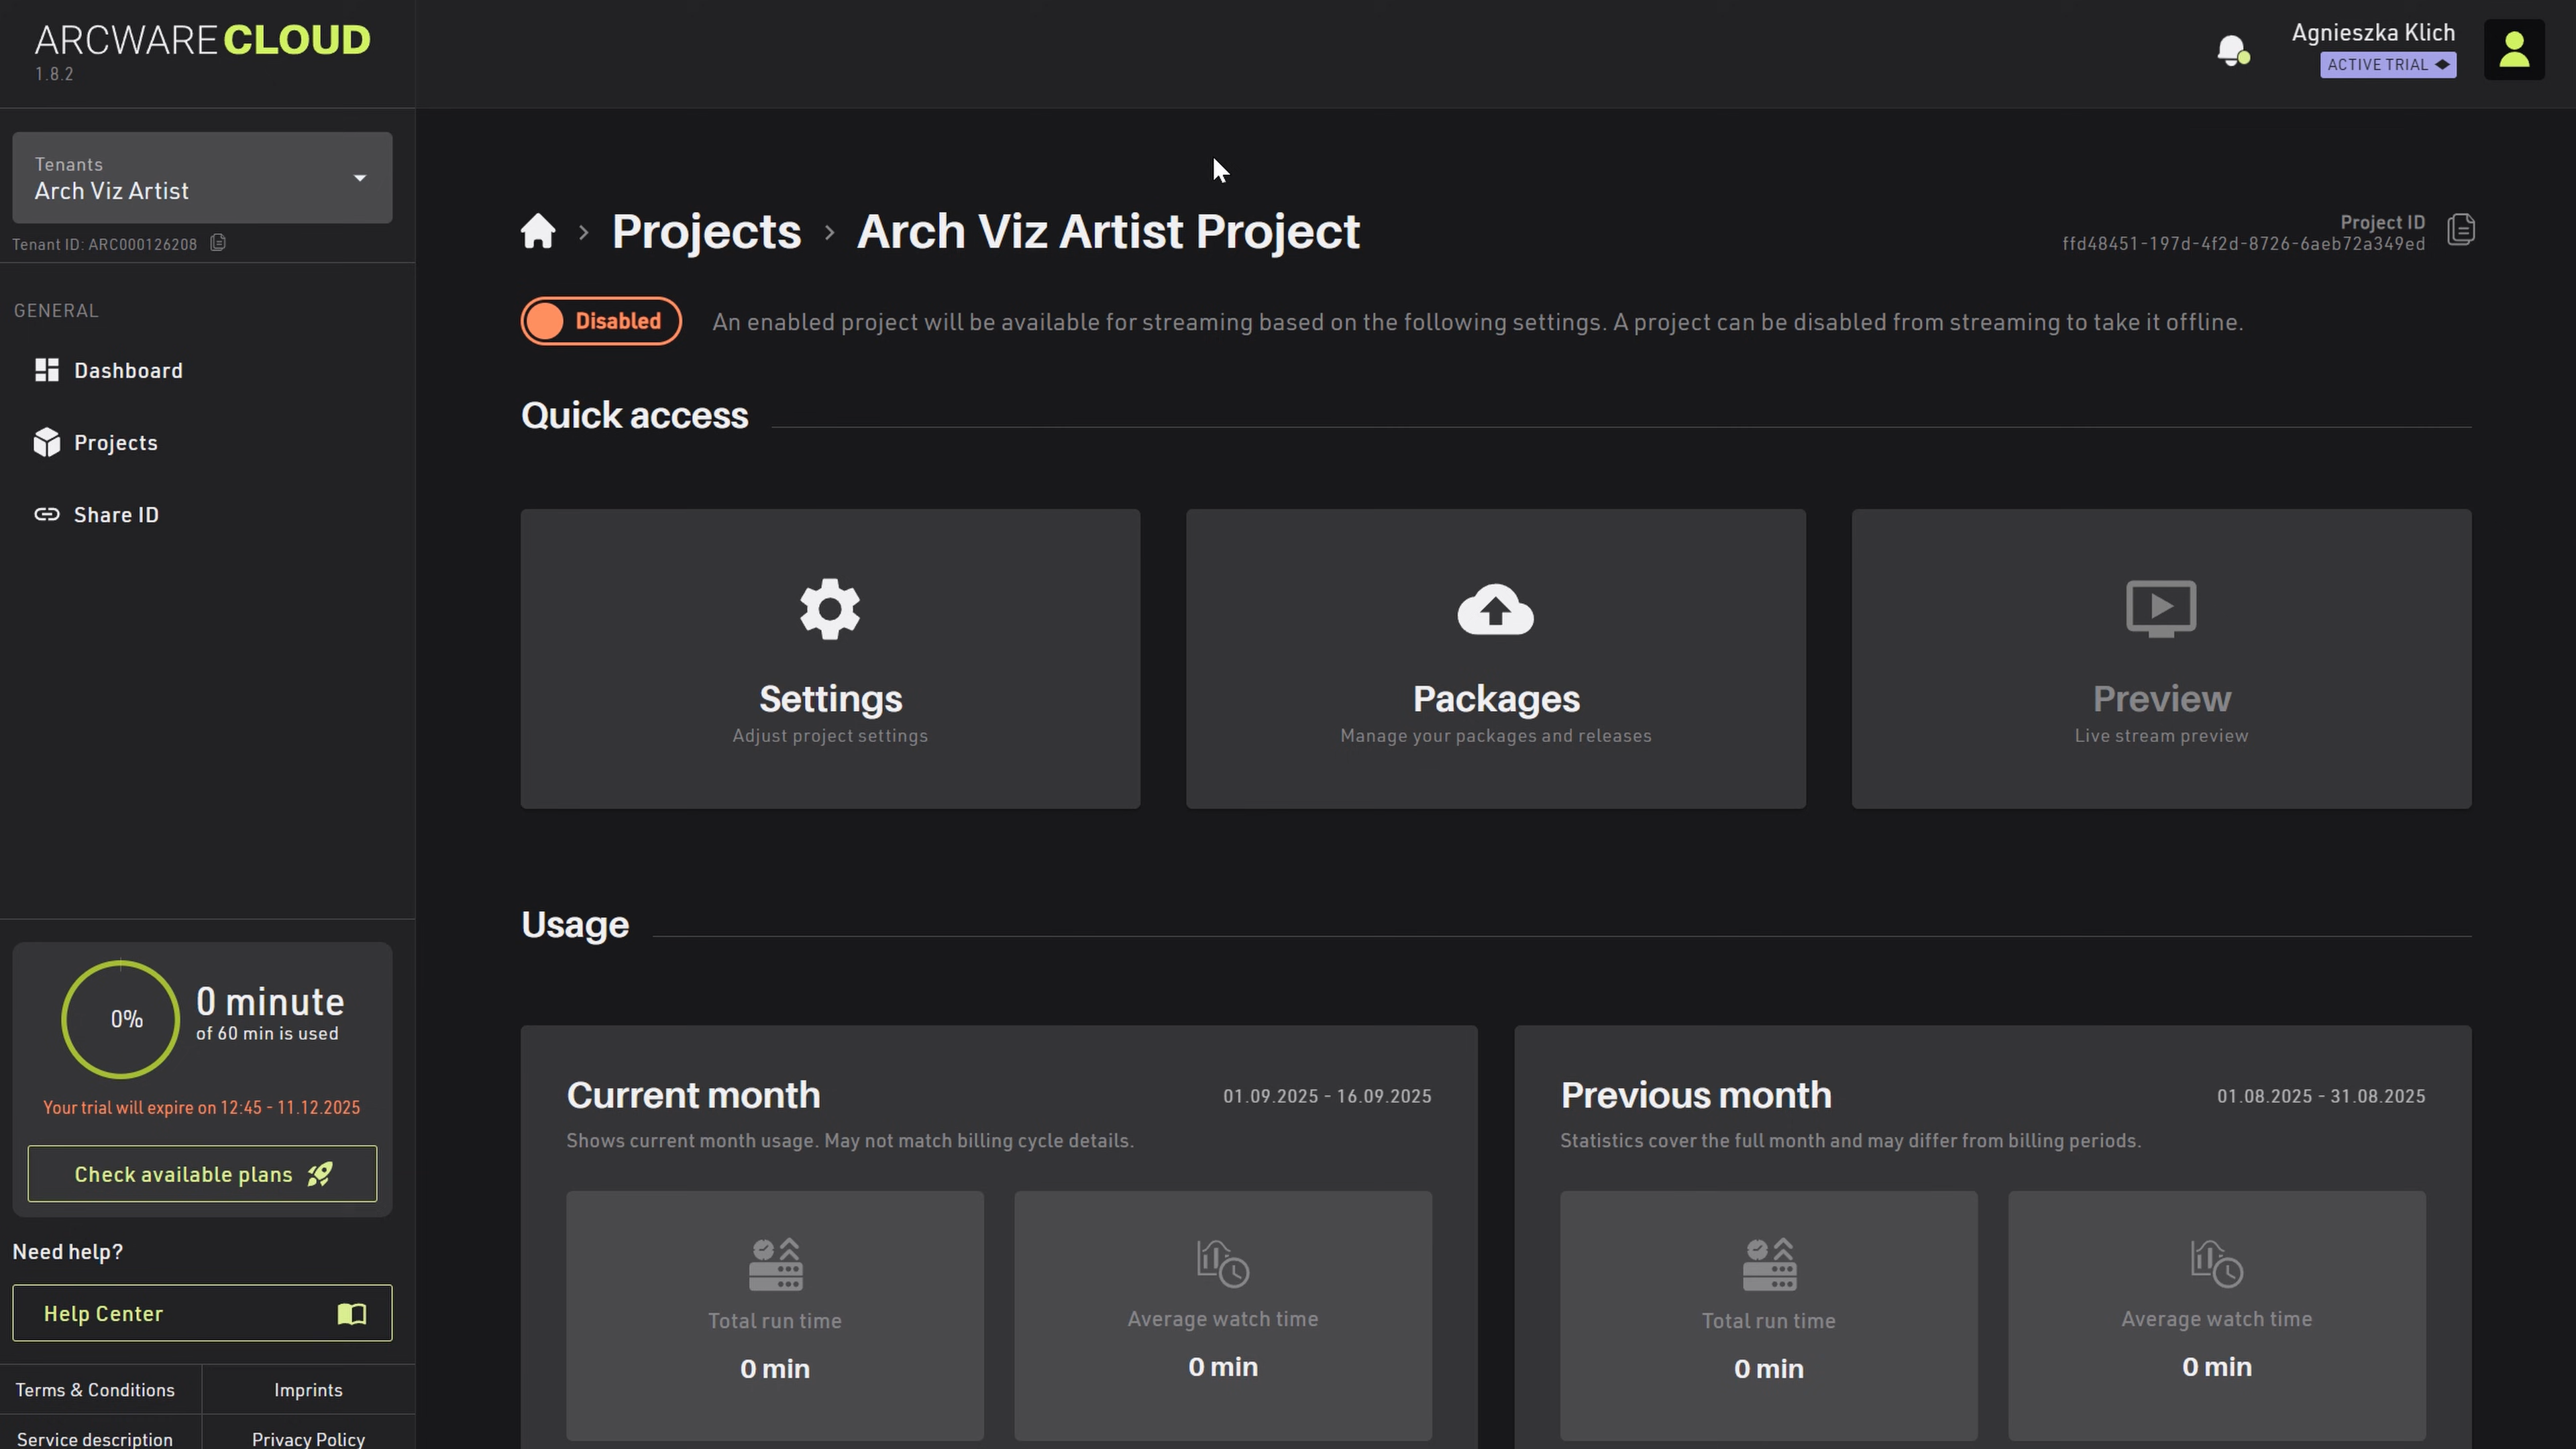 ARCWARE CLOUD
1.8.2
Agnieszka Klich
ACTIVE TRIAL
Tenants
Arch Viz Artist
Tenant ID: ARC000126208
GENERAL
Dashboard
Projects
Share ID
0%
0 minute
of 60 min is used
Your trial will expire on 12:45 - 11.12.2025
Check available plans
Need help?
Help Center
Terms & Conditions
Imprints
Service description
Privacy Policy
Projects
Arch Viz Artist Project
Project ID
ffd48451-197d-4f2d-8726-6aeb72a349ed
Disabled
An enabled project will be available for streaming based on the following settings. A project can be disabled from streaming to take it offline.
Quick access
Settings
Adjust project settings
Packages
Manage your packages and releases
Preview
Live stream preview
Usage
Current month
01.09.2025 - 16.09.2025
Shows current month usage. May not match billing cycle details.
Total run time
0 min
Average watch time
0 min
Previous month
01.08.2025 - 31.08.2025
Statistics cover the full month and may differ from billing periods.
Total run time
0 min
Average watch time
0 min